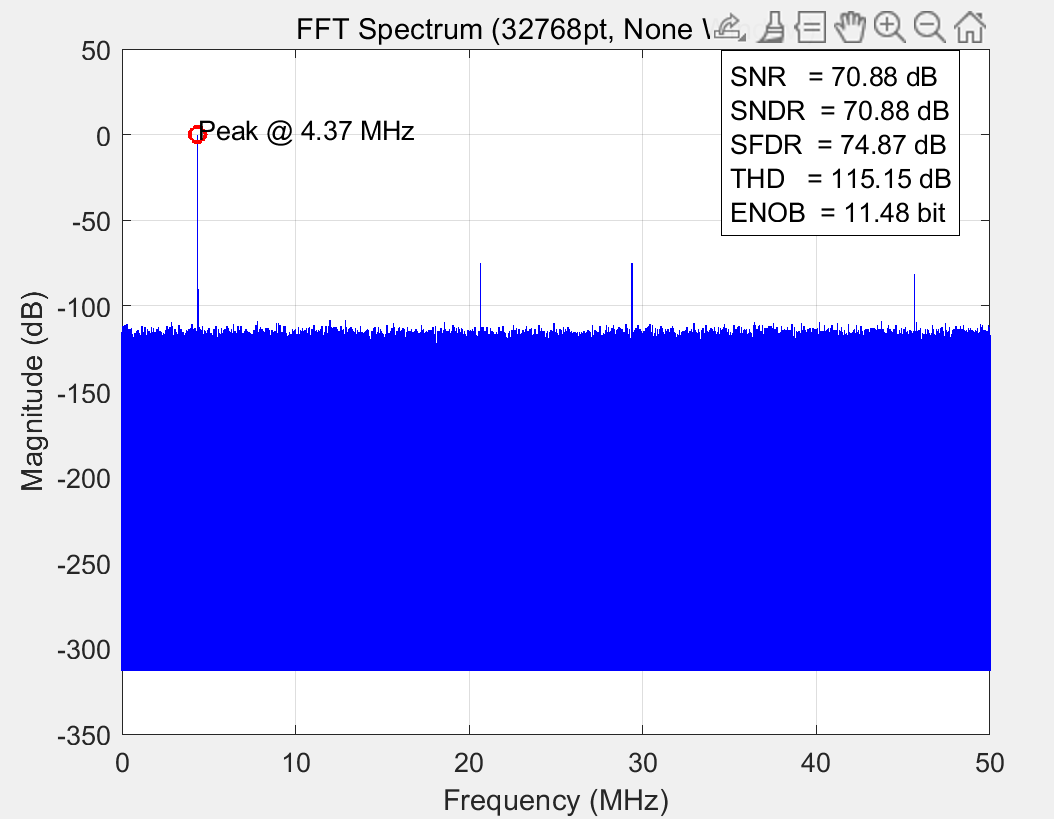 FFT Spectrum (32768pt, None \
SNR = 70.88 dB
SNDR = 70.88 dB
SFDR = 74.87 dB
THD = 115.15 dB
ENOB = 11.48 bit
Peak @ 4.37 MHz
50
0
-50
-100
-150
-200
-250
-300
-350
Magnitude (dB)
0 10 20 30 40 50
Frequency (MHz)